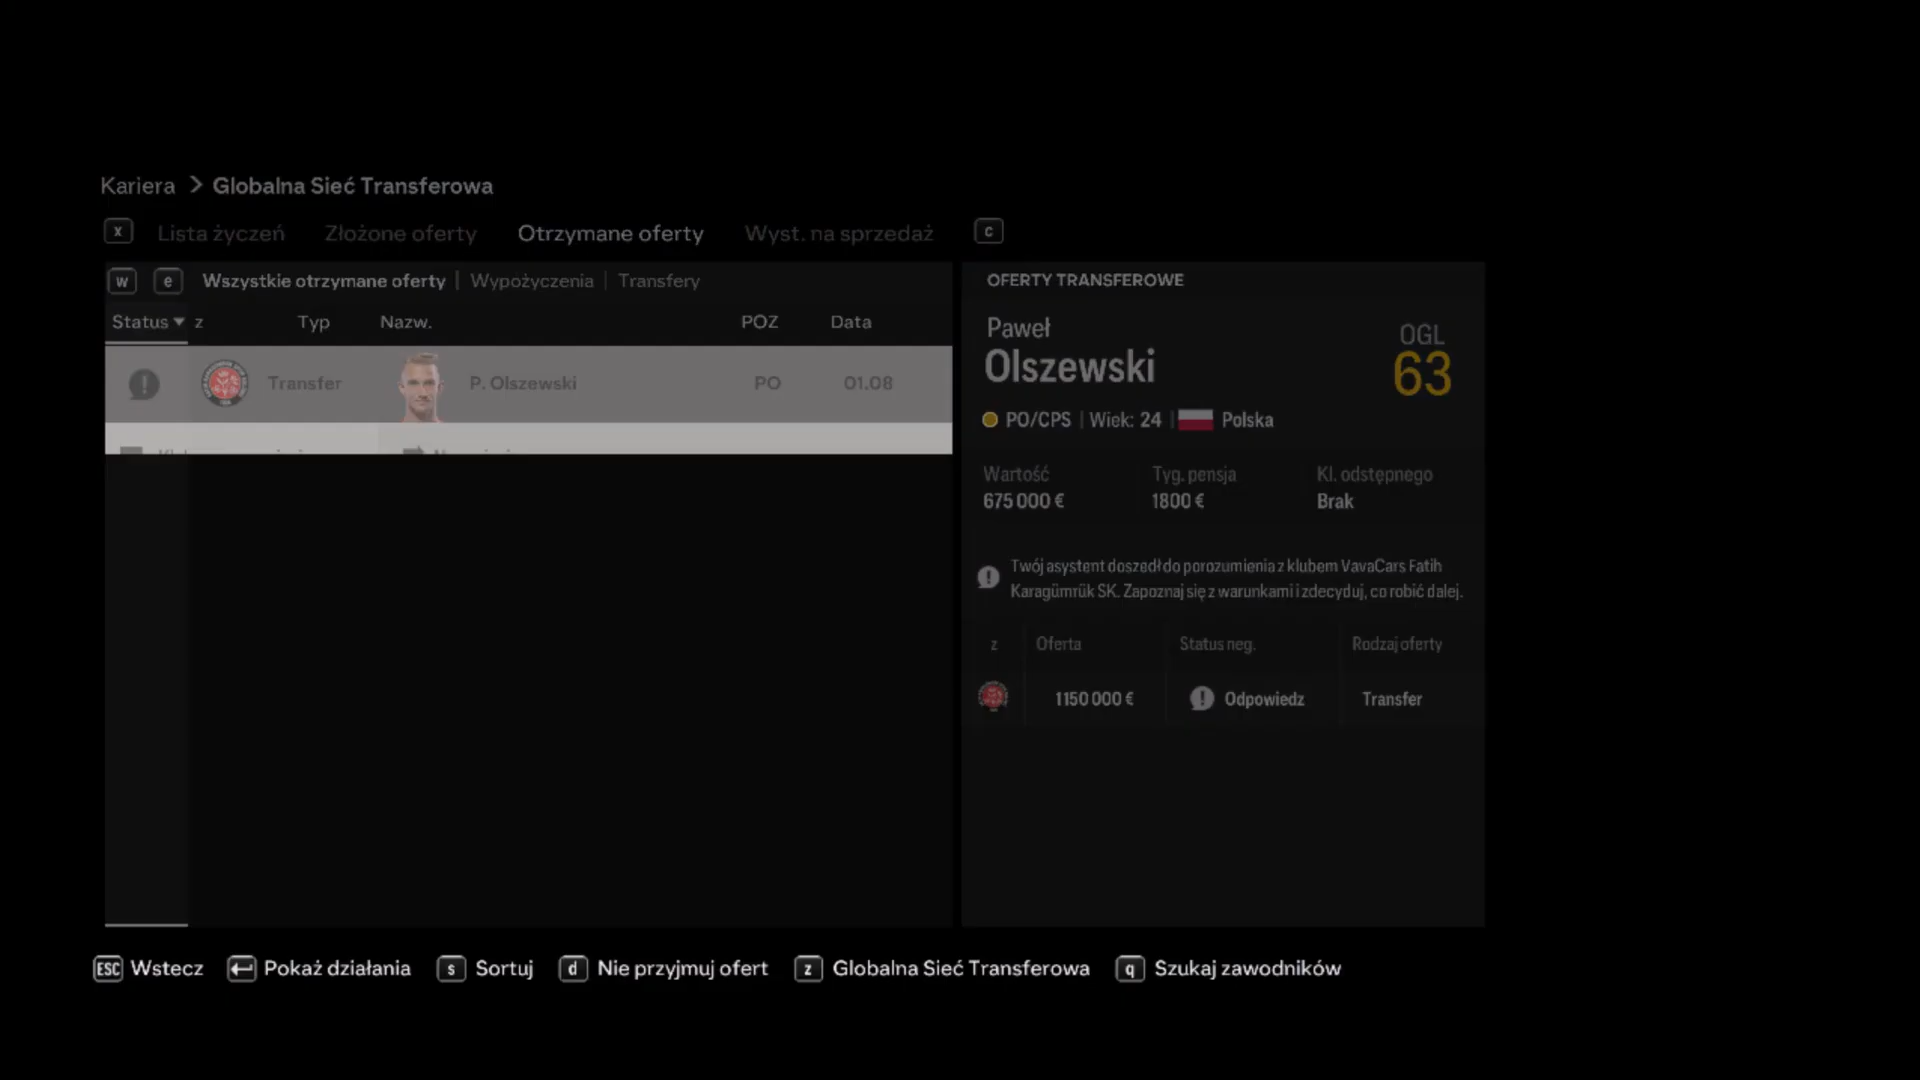 Kariera > Globalna Sieć Transferowa
x Lista życzeń Złożone oferty Otrzymane oferty Wyst. na sprzedaż c
w e Wszystkie otrzymane oferty | Wypożyczenia | Transfery
Status z Typ Nazw. POZ Data
Transfer P. Olszewski PO 01.08
OFERTY TRANSFEROWE
Paweł
Olszewski
OGL
63
PO/CPS | Wiek: 24 | Polska
Wartość Tyg. pensja Kl. odstępnego
675 000 € 1800 € Brak
Twój asystent doszedł do porozumienia z klubem VavaCars Fatih
Karagümrük SK. Zapoznaj się z warunkami i zdecyduj, co robić dalej.
z Oferta Status neg. Rodzaj oferty
1 150 000 € Odpowiedz Transfer
ESC Wstecz Pokaż działania s Sortuj d Nie przyjmuj ofert z Globalna Sieć Transferowa q Szukaj zawodników